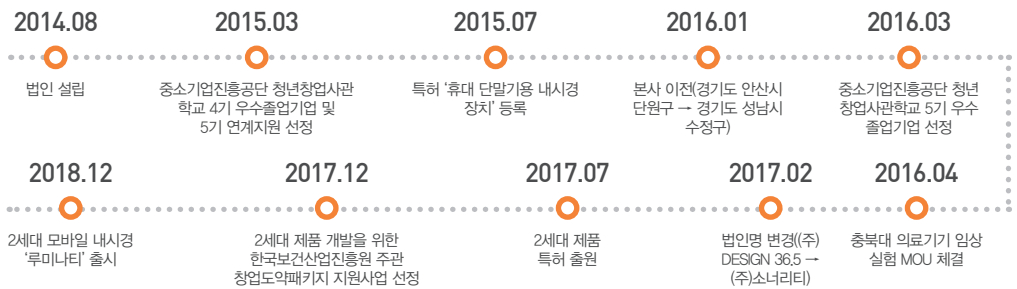 2014.08
법인 설립
2015.03
중소기업진흥공단 청년창업사관
학교 4기 우수졸업기업 및
5기 연계지원 선정
2015.07
특허 ‘휴대 단말기용 내시경
장치’ 등록
2016.01
본사 이전(경기도 안산시
단원구 → 경기도 성남시
수정구)
2016.03
중소기업진흥공단 청년
창업사관학교 5기 우수
졸업기업 선정
2016.04
충북대 의료기기 임상
실험 MOU 체결
2017.02
법인명 변경((주)
DESIGN 36.5 →
(주)소너리티)
2017.07
2세대 제품
특허 출원
2017.12
2세대 제품 개발을 위한
한국보건산업진흥원 주관
창업도약패키지 지원사업 선정
2018.12
2세대 모바일 내시경
‘루미나티’ 출시